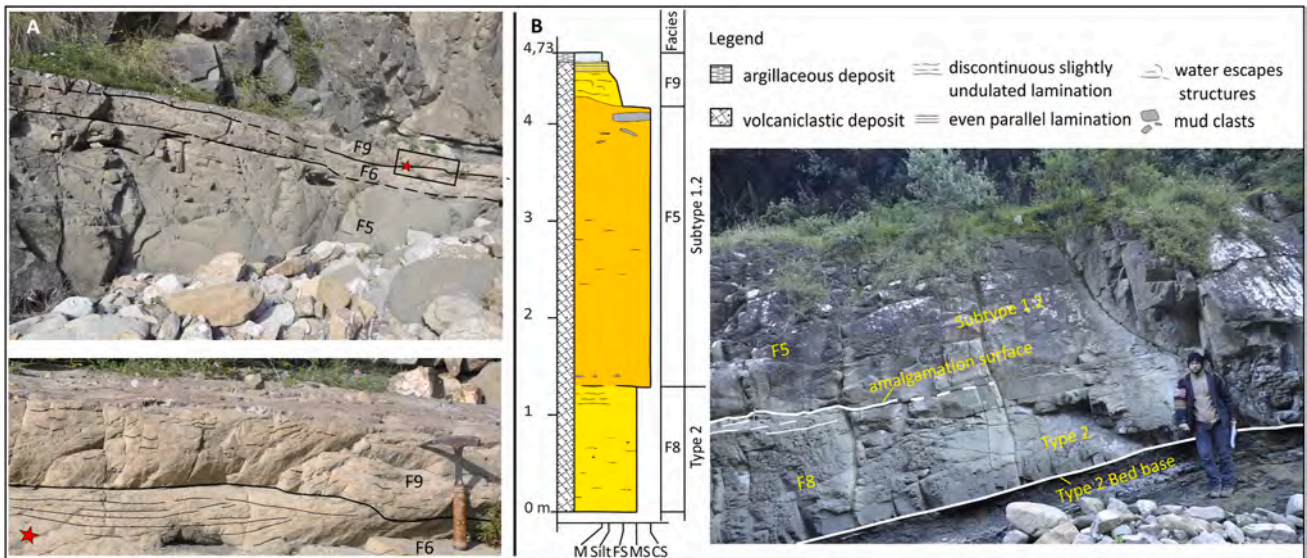 A
F9
F6
F5
F9
F6
B
4,73
4
3
2
1
0 m
M Silt FS MS CS
Facies
F9
F5
F8
Subtype 1.2
Type 2
Legend
argillaceous deposit
volcaniclastic deposit
discontinuous slightly
undulated lamination
even parallel lamination
water escapes
structures
mud clasts
Subtype 1.2
F5
amalgamation surface
Type 2
F8
Type 2 Bed base